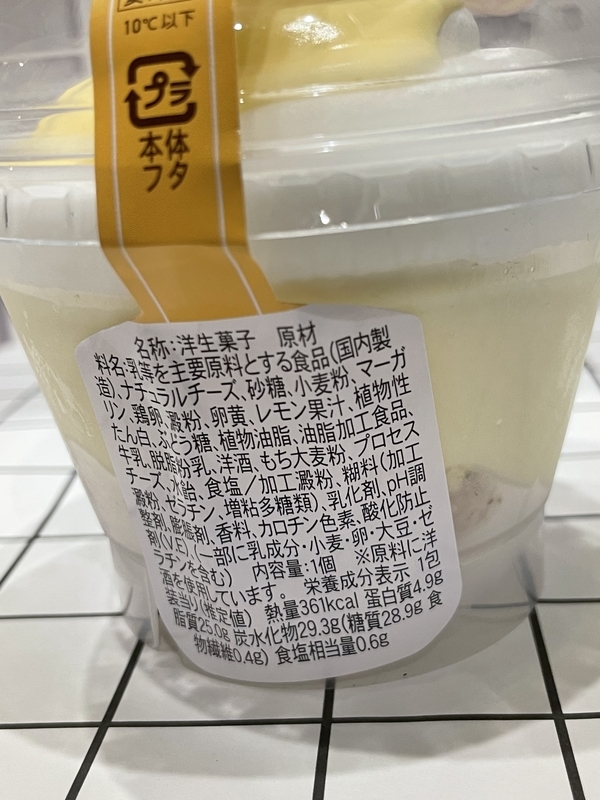 10℃以下
プラ
本体
フタ
名称:洋生菓子 原材
料名:乳等を主要原料とする食品(国内製
造)、ナチュラルチーズ、砂糖、小麦粉、マーガ
リン、鶏卵、澱粉、卵黄、レモン果汁、植物性
たん白、ぶどう糖、植物油脂、油脂加工食品、
牛乳、脱脂粉乳、洋酒、もち大麦粉、プロセス
チーズ、水飴、食塩/加工澱粉、糊料(加工
澱粉、ゼラチン、増粘多糖類)、乳化剤、pH調
整剤、膨張剤、香料、カロチン色素、酸化防止
剤(V.E)、(一部に乳成分・小麦・卵・大豆・ゼ
ラチンを含む) 内容量:1個 ※原料に洋
酒を使用しています。 栄養成分表示 1包
装当り(推定値) 熱量361kcal 蛋白質4.9g
脂質25.0g 炭水化物29.3g(糖質28.9g 食
物繊維0.4g) 食塩相当量0.6g